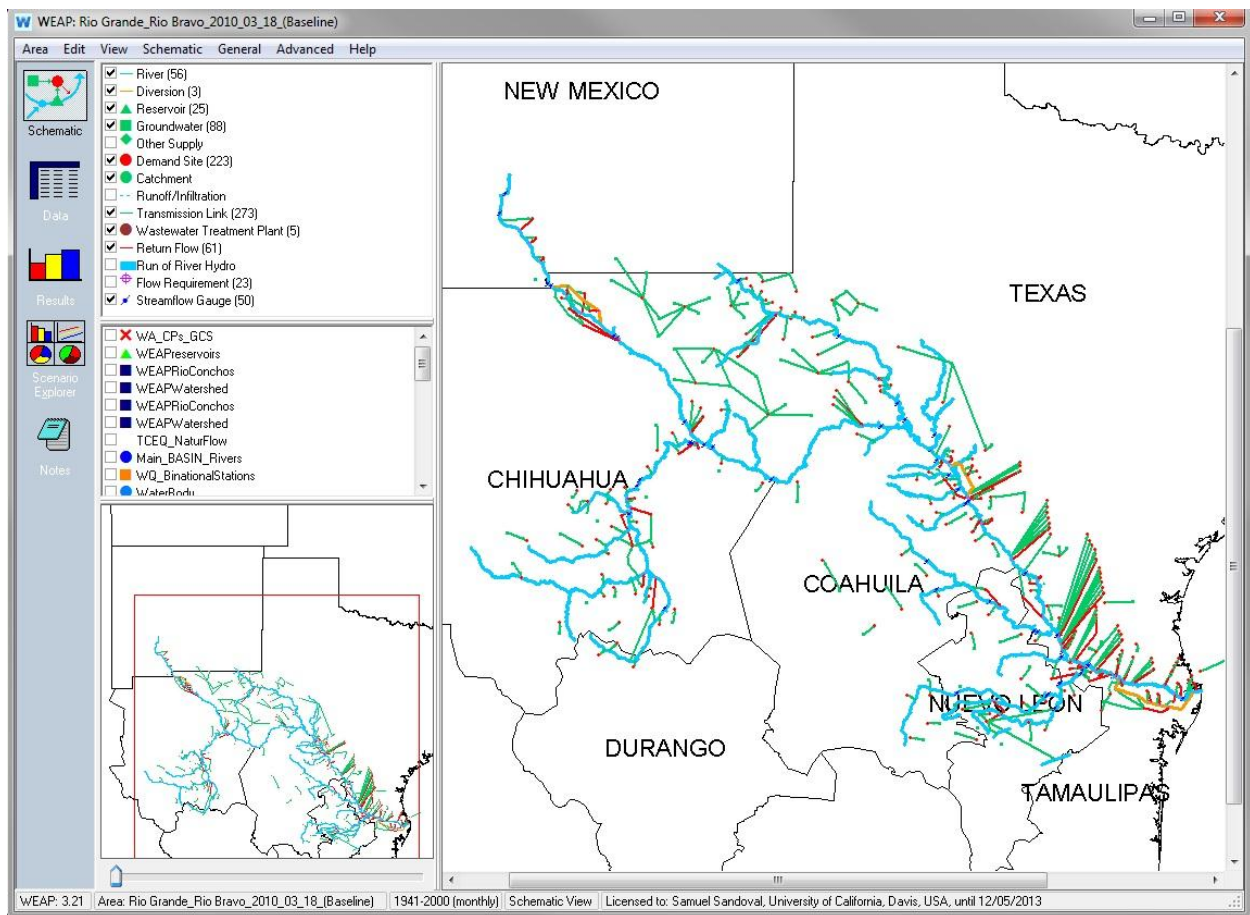 WEAP: Rio Grande_Rio Bravo_2010_03_18_(Baseline)
Area Edit View Schematic General Advanced Help
Schematic
Data
Results
Scenario
Explorer
Notes
River (56)
Diversion (3)
Reservoir (25)
Groundwater (88)
Other Supply
Demand Site (223)
Catchment
Runoff/Infiltration
Transmission Link (273)
Wastewater Treatment Plant (5)
Return Flow (61)
Run of River Hydro
Flow Requirement (23)
Streamflow Gauge (50)
WA_CPs_GCS
WEAPreservoirs
WEAPRioConchos
WEAPWatershed
WEAPRioConchos
WEAPWatershed
TCEQ_NaturFlow
Main_BASIN_Rivers
WQ_BinationalStations
WaterBody
NEW MEXICO
TEXAS
CHIHUAHUA
COAHUILA
NUEVO LEON
DURANGO
TAMAULIPAS
WEAP: 3.21 Area: Rio Grande_Rio Bravo_2010_03_18_(Baseline) 1941-2000 (monthly) Schematic View Licensed to: Samuel Sandoval, University of California, Davis, USA, until 12/05/2013